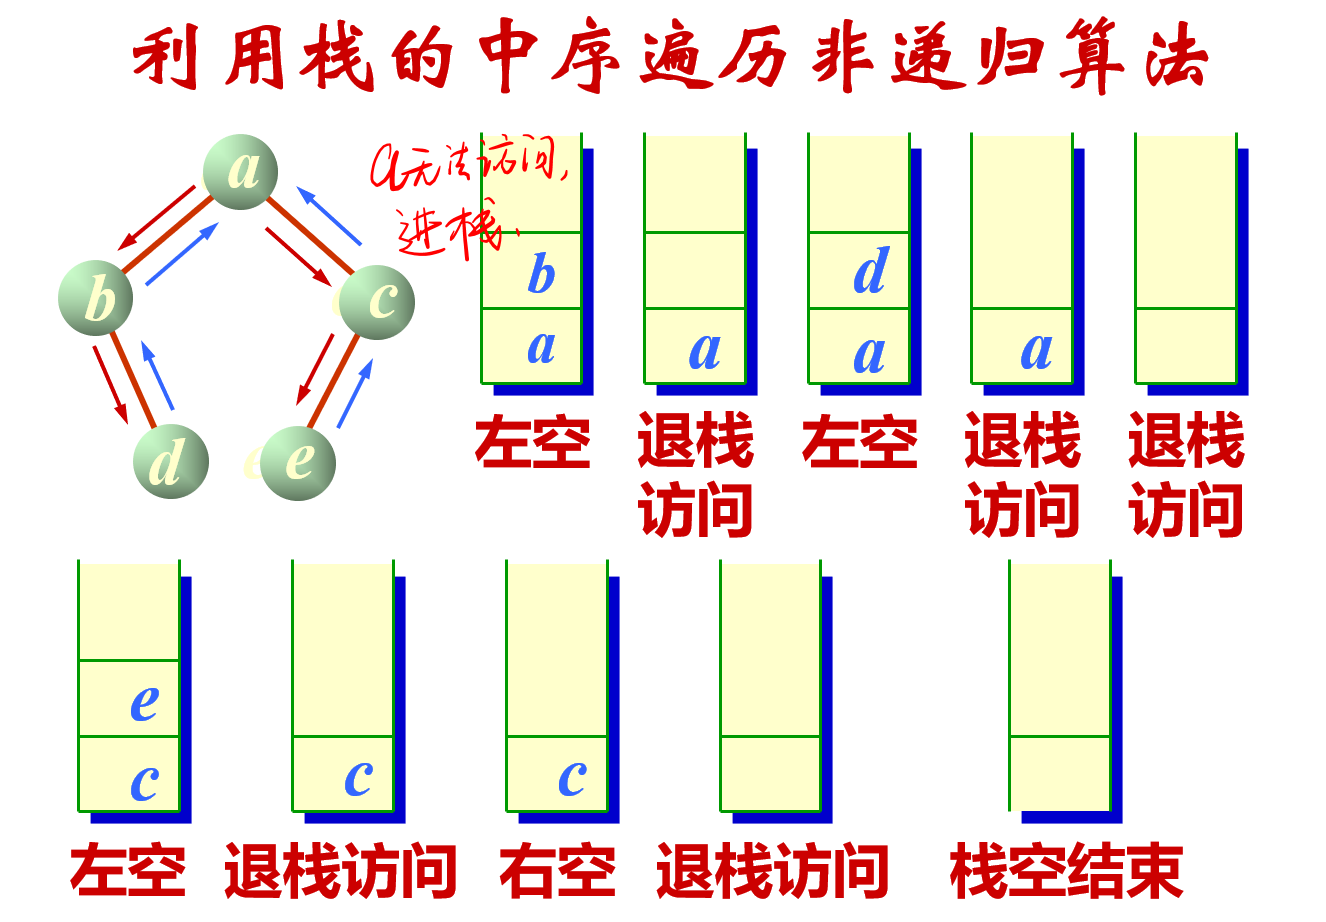 利用栈的中序遍历非递归算法
a
b
c
d
e
a无法访问,
进栈.
b
a
左空
a
退栈
访问
d
a
左空
a
退栈
访问
退栈
访问
e
c
左空
c
退栈访问
c
右空
退栈访问
栈空结束